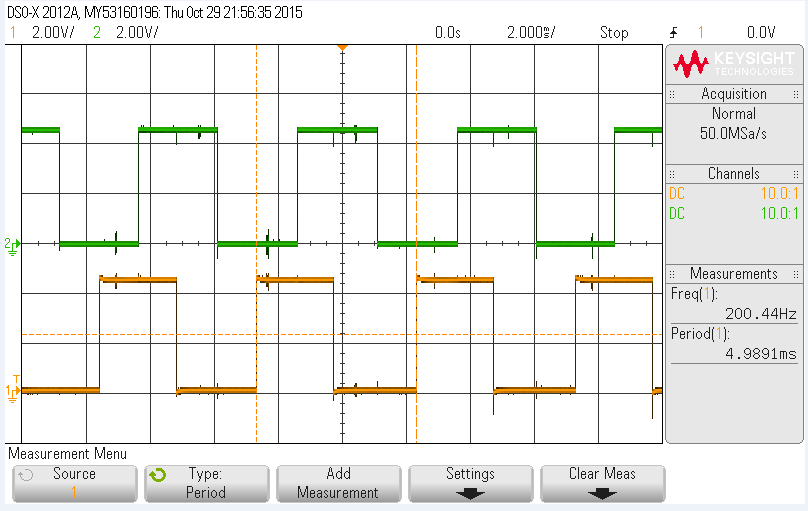 DSO-X 2012A, MY53160196: Thu Oct 29 21:56:35 2015
1 2.00V/ 2 2.00V/ 0.0s 2.000ms/ Stop 1 0.0V
KEYSIGHT
TECHNOLOGIES
Acquisition
Normal
50.0MSa/s
Channels
DC 10.0:1
DC 10.0:1
Measurements
Freq(1):
200.44Hz
Period(1):
4.9891ms
2
T
1
Measurement Menu
Source
1
Type:
Period
Add
Measurement
Settings
Clear Meas